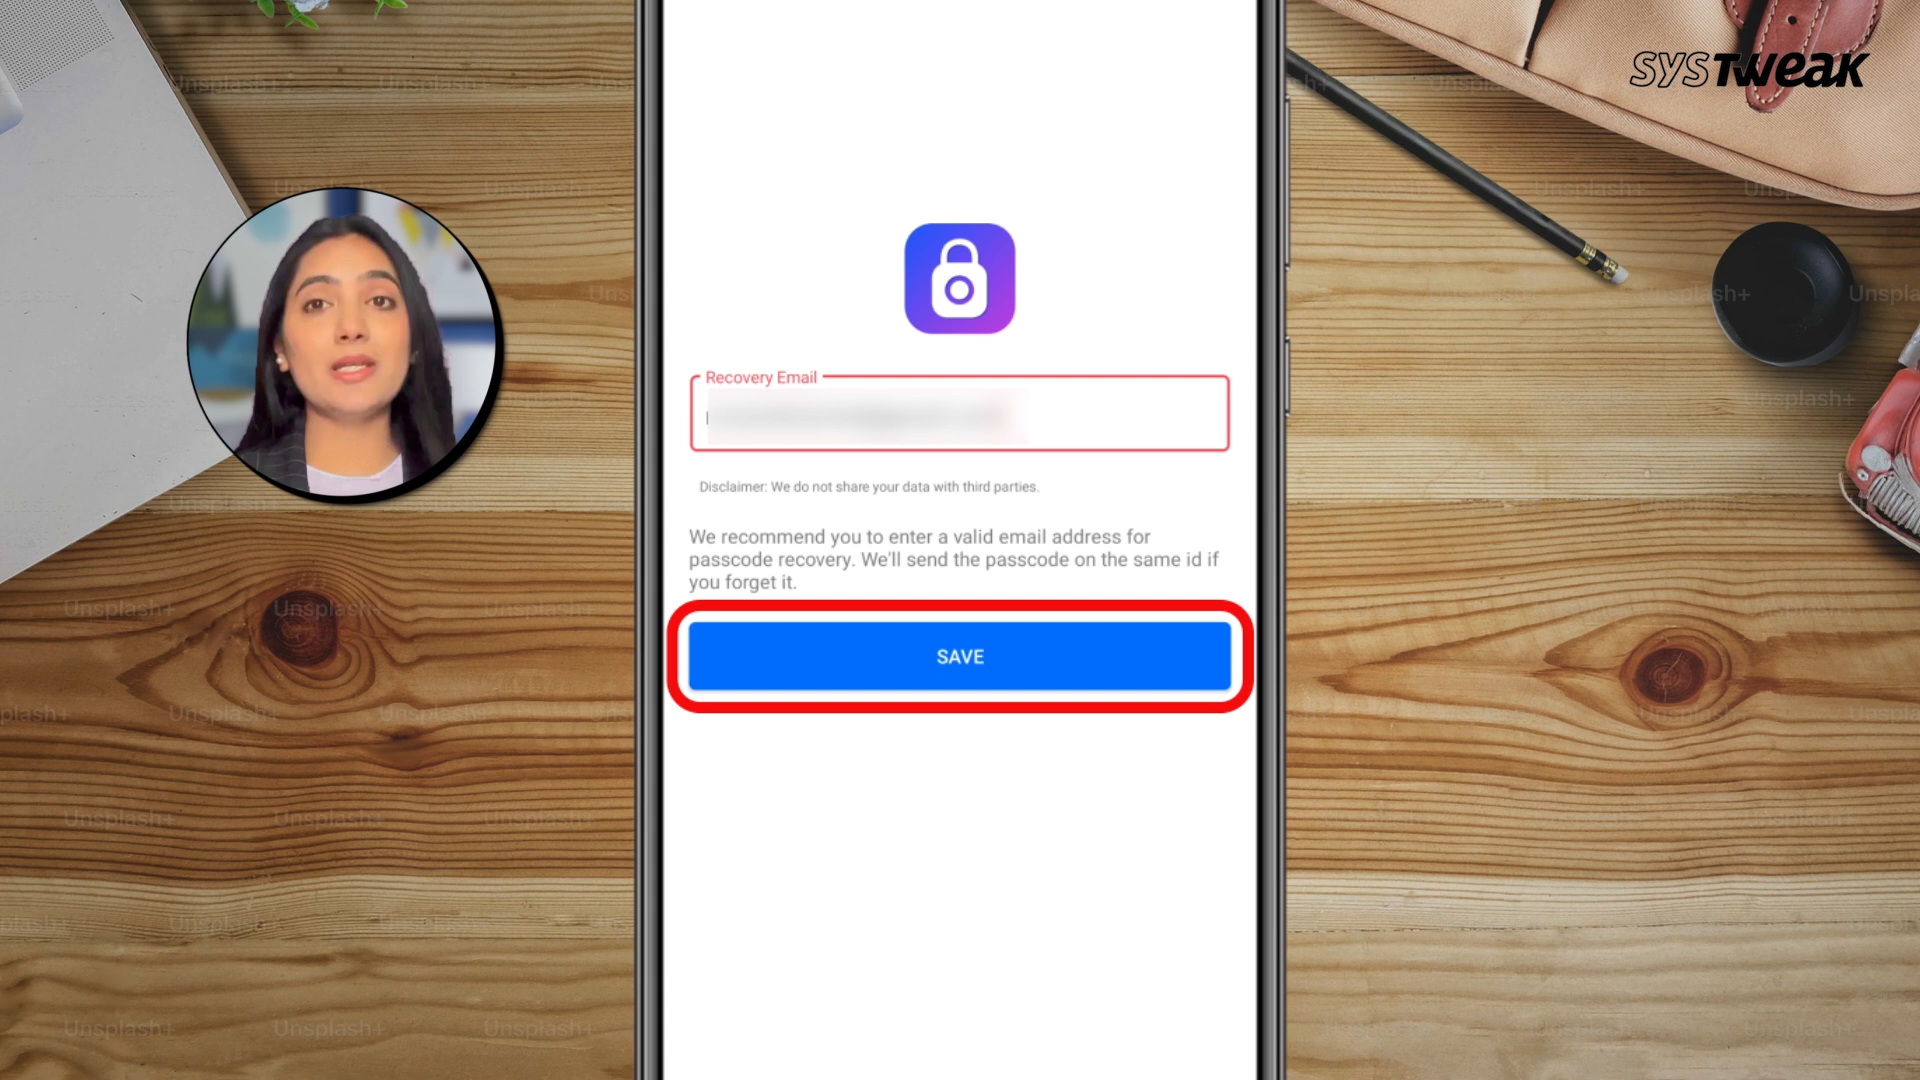 SYSTweak
Recovery Email
Disclaimer: We do not share your data with third parties.
We recommend you to enter a valid email address for
passcode recovery. We'll send the passcode on the same id if
you forget it.
SAVE
Unsplash+